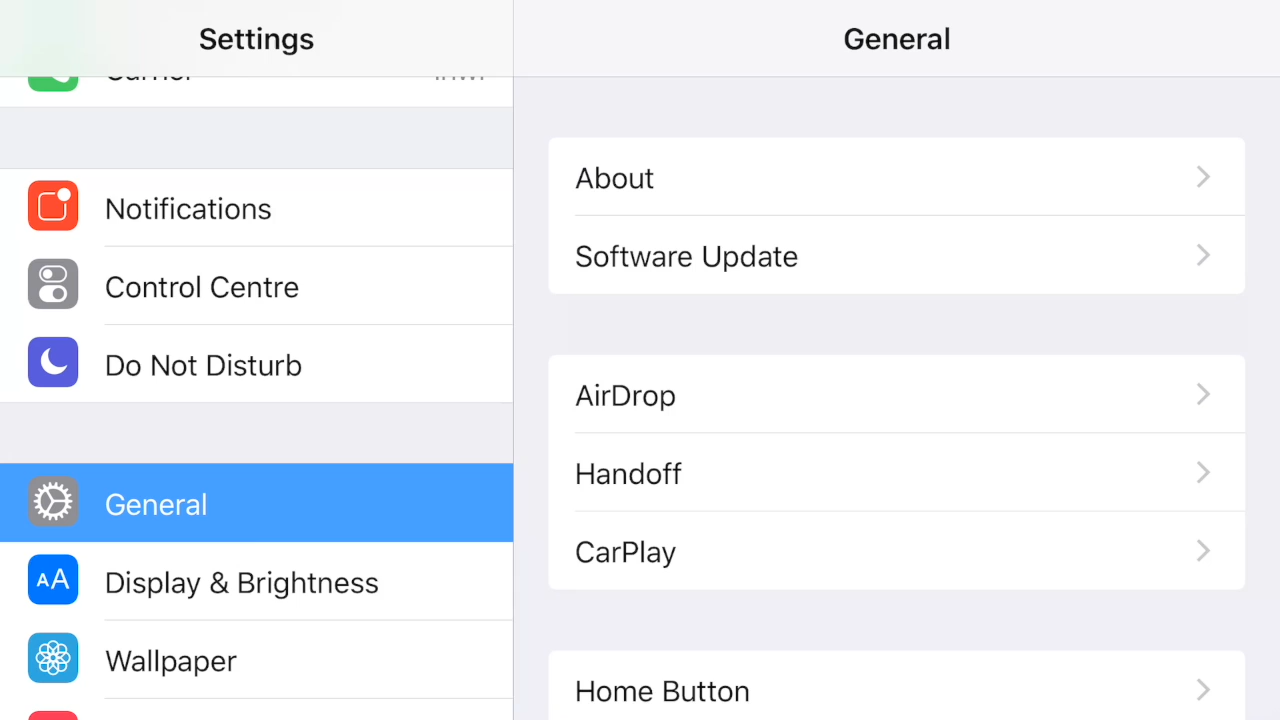 Settings
Notifications
Control Centre
Do Not Disturb
General
AA Display & Brightness
Wallpaper
General
About
Software Update
AirDrop
Handoff
CarPlay
Home Button